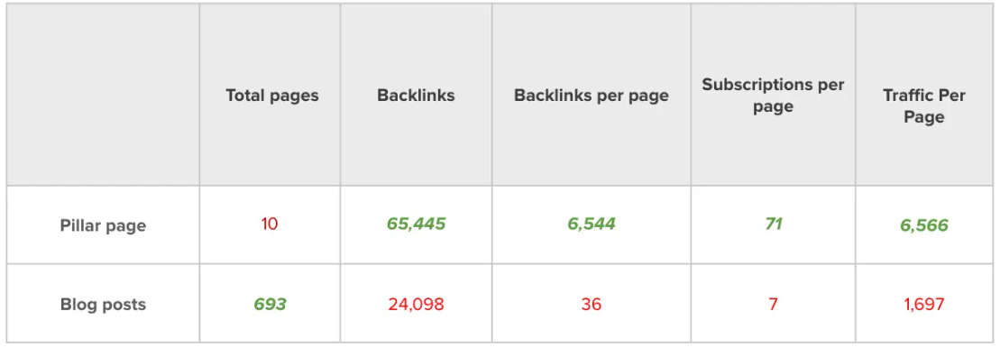 Total pages
Backlinks
Backlinks per page
Subscriptions per
page
Traffic Per
Page
Pillar page
10
65,445
6,544
71
6,566
Blog posts
693
24,098
36
7
1,697